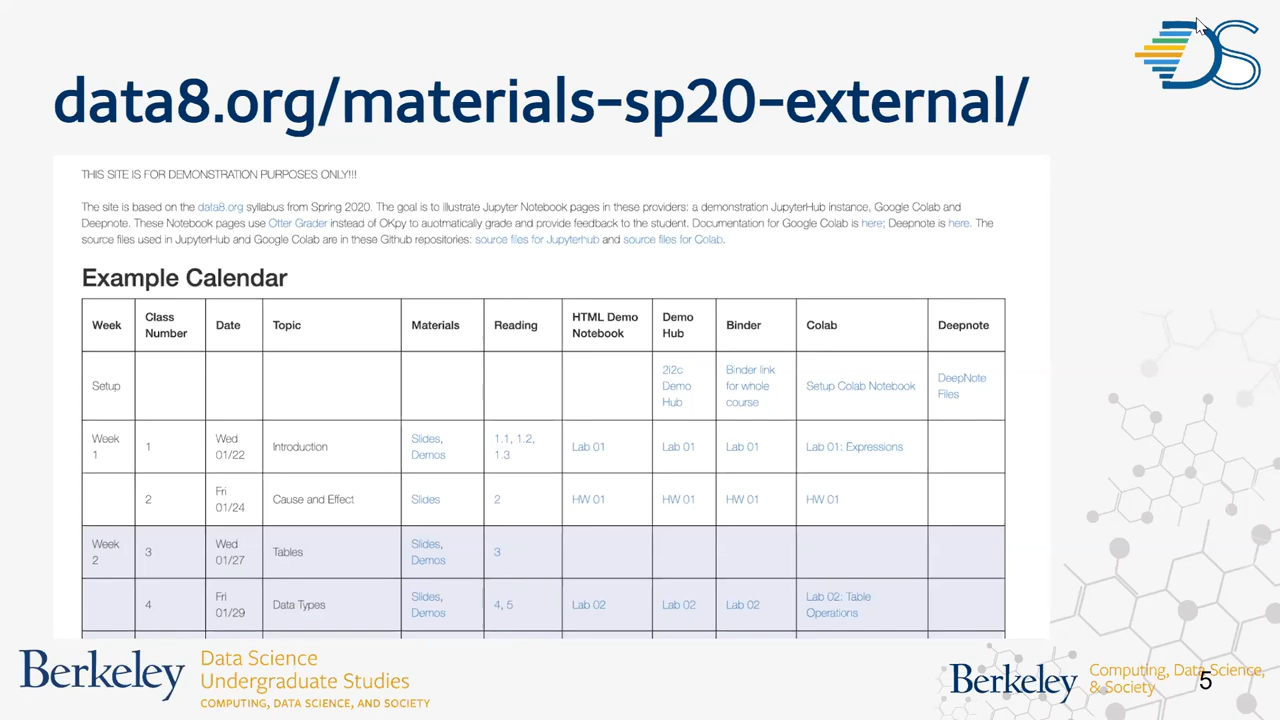 DS
data8.org/materials-sp20-external/
THIS SITE IS FOR DEMONSTRATION PURPOSES ONLY!!!
The site is based on the data8.org syllabus from Spring 2020. The goal is to illustrate Jupyter Notebook pages in these providers: a demonstration JupyterHub instance, Google Colab and
Deepnote. These Notebook pages use Otter Grader instead of OKpy to auotmatically grade and provide feedback to the student. Documentation for Google Colab is here; Deepnote is here. The
source files used in JupyterHub and Google Colab are in these Github repositories: source files for Jupyterhub and source files for Colab.
Example Calendar
Week Class Number Date Topic Materials Reading HTML Demo Notebook Demo Hub Binder Colab Deepnote
Setup 2i2c Demo Hub Binder link for whole course Setup Colab Notebook DeepNote Files
Week 1 1 Wed 01/22 Introduction Slides, Demos 1.1, 1.2, 1.3 Lab 01 Lab 01 Lab 01 Lab 01: Expressions
2 Fri 01/24 Cause and Effect Slides 2 HW 01 HW 01 HW 01 HW 01
Week 2 3 Wed 01/27 Tables Slides, Demos 3
4 Fri 01/29 Data Types Slides, Demos 4, 5 Lab 02 Lab 02 Lab 02 Lab 02: Table Operations
Berkeley Data Science
Undergraduate Studies
COMPUTING, DATA SCIENCE, AND SOCIETY
Berkeley Computing, Data Science,
& Society
5